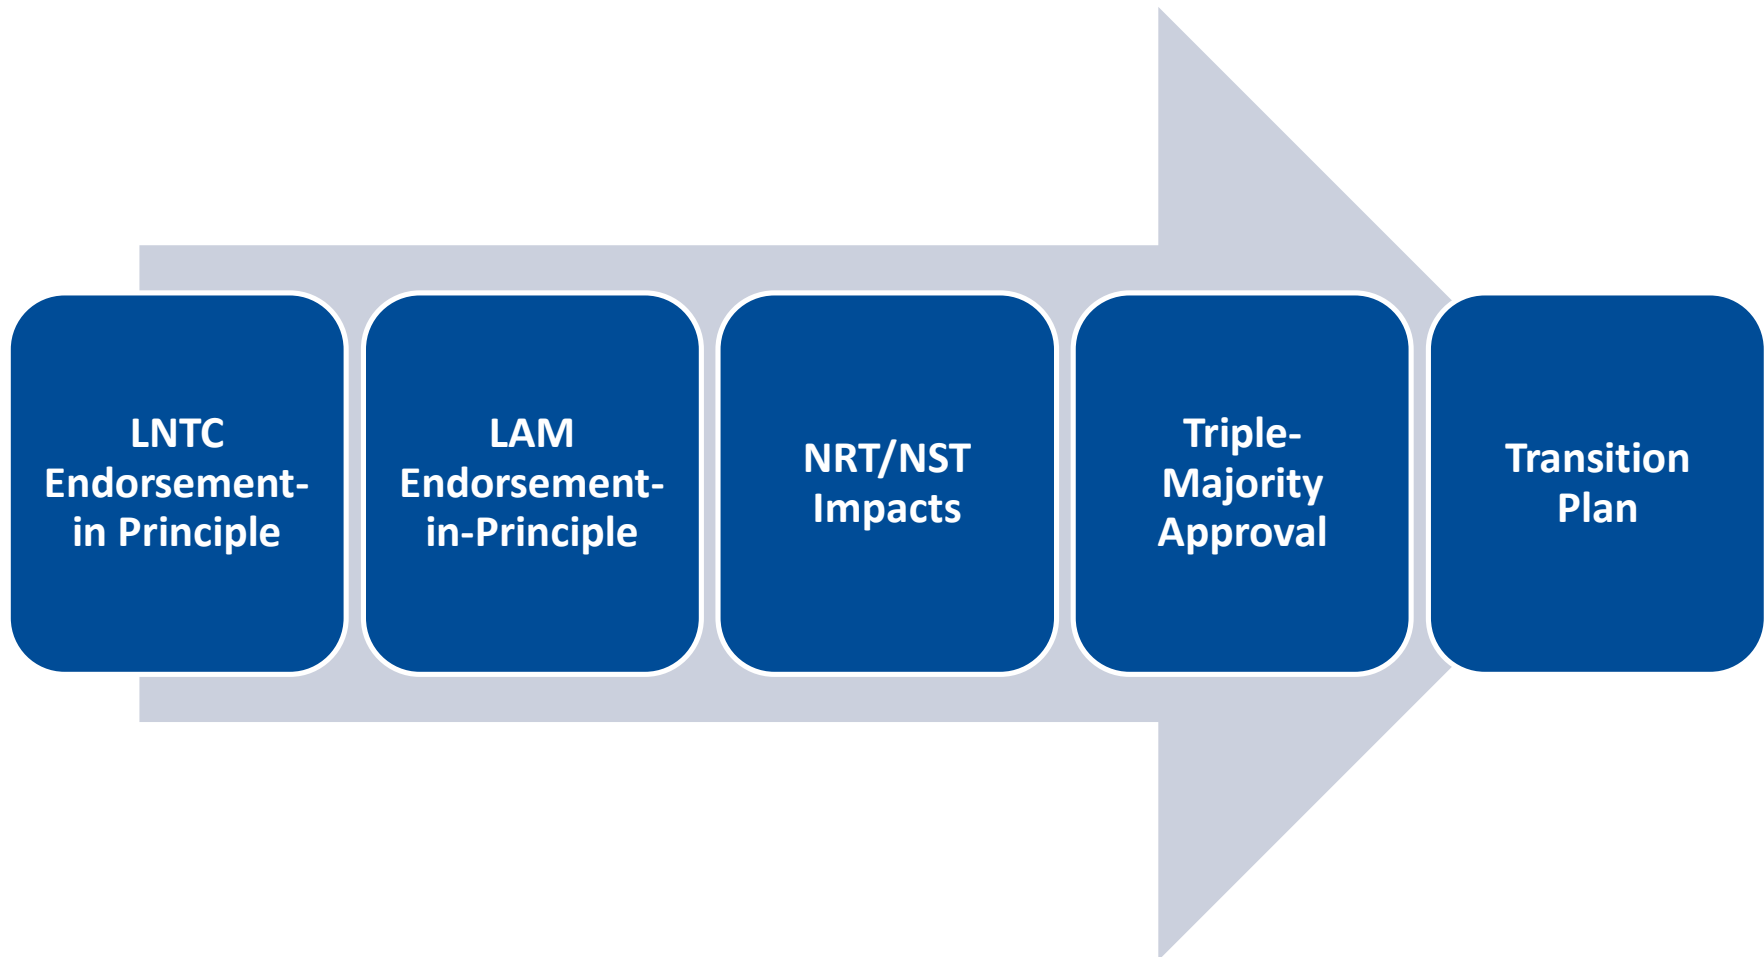 LNTC
Endorsement-
in Principle
LAM
Endorsement-
in-Principle
NRT/NST
Impacts
Triple-
Majority
Approval
Transition
Plan